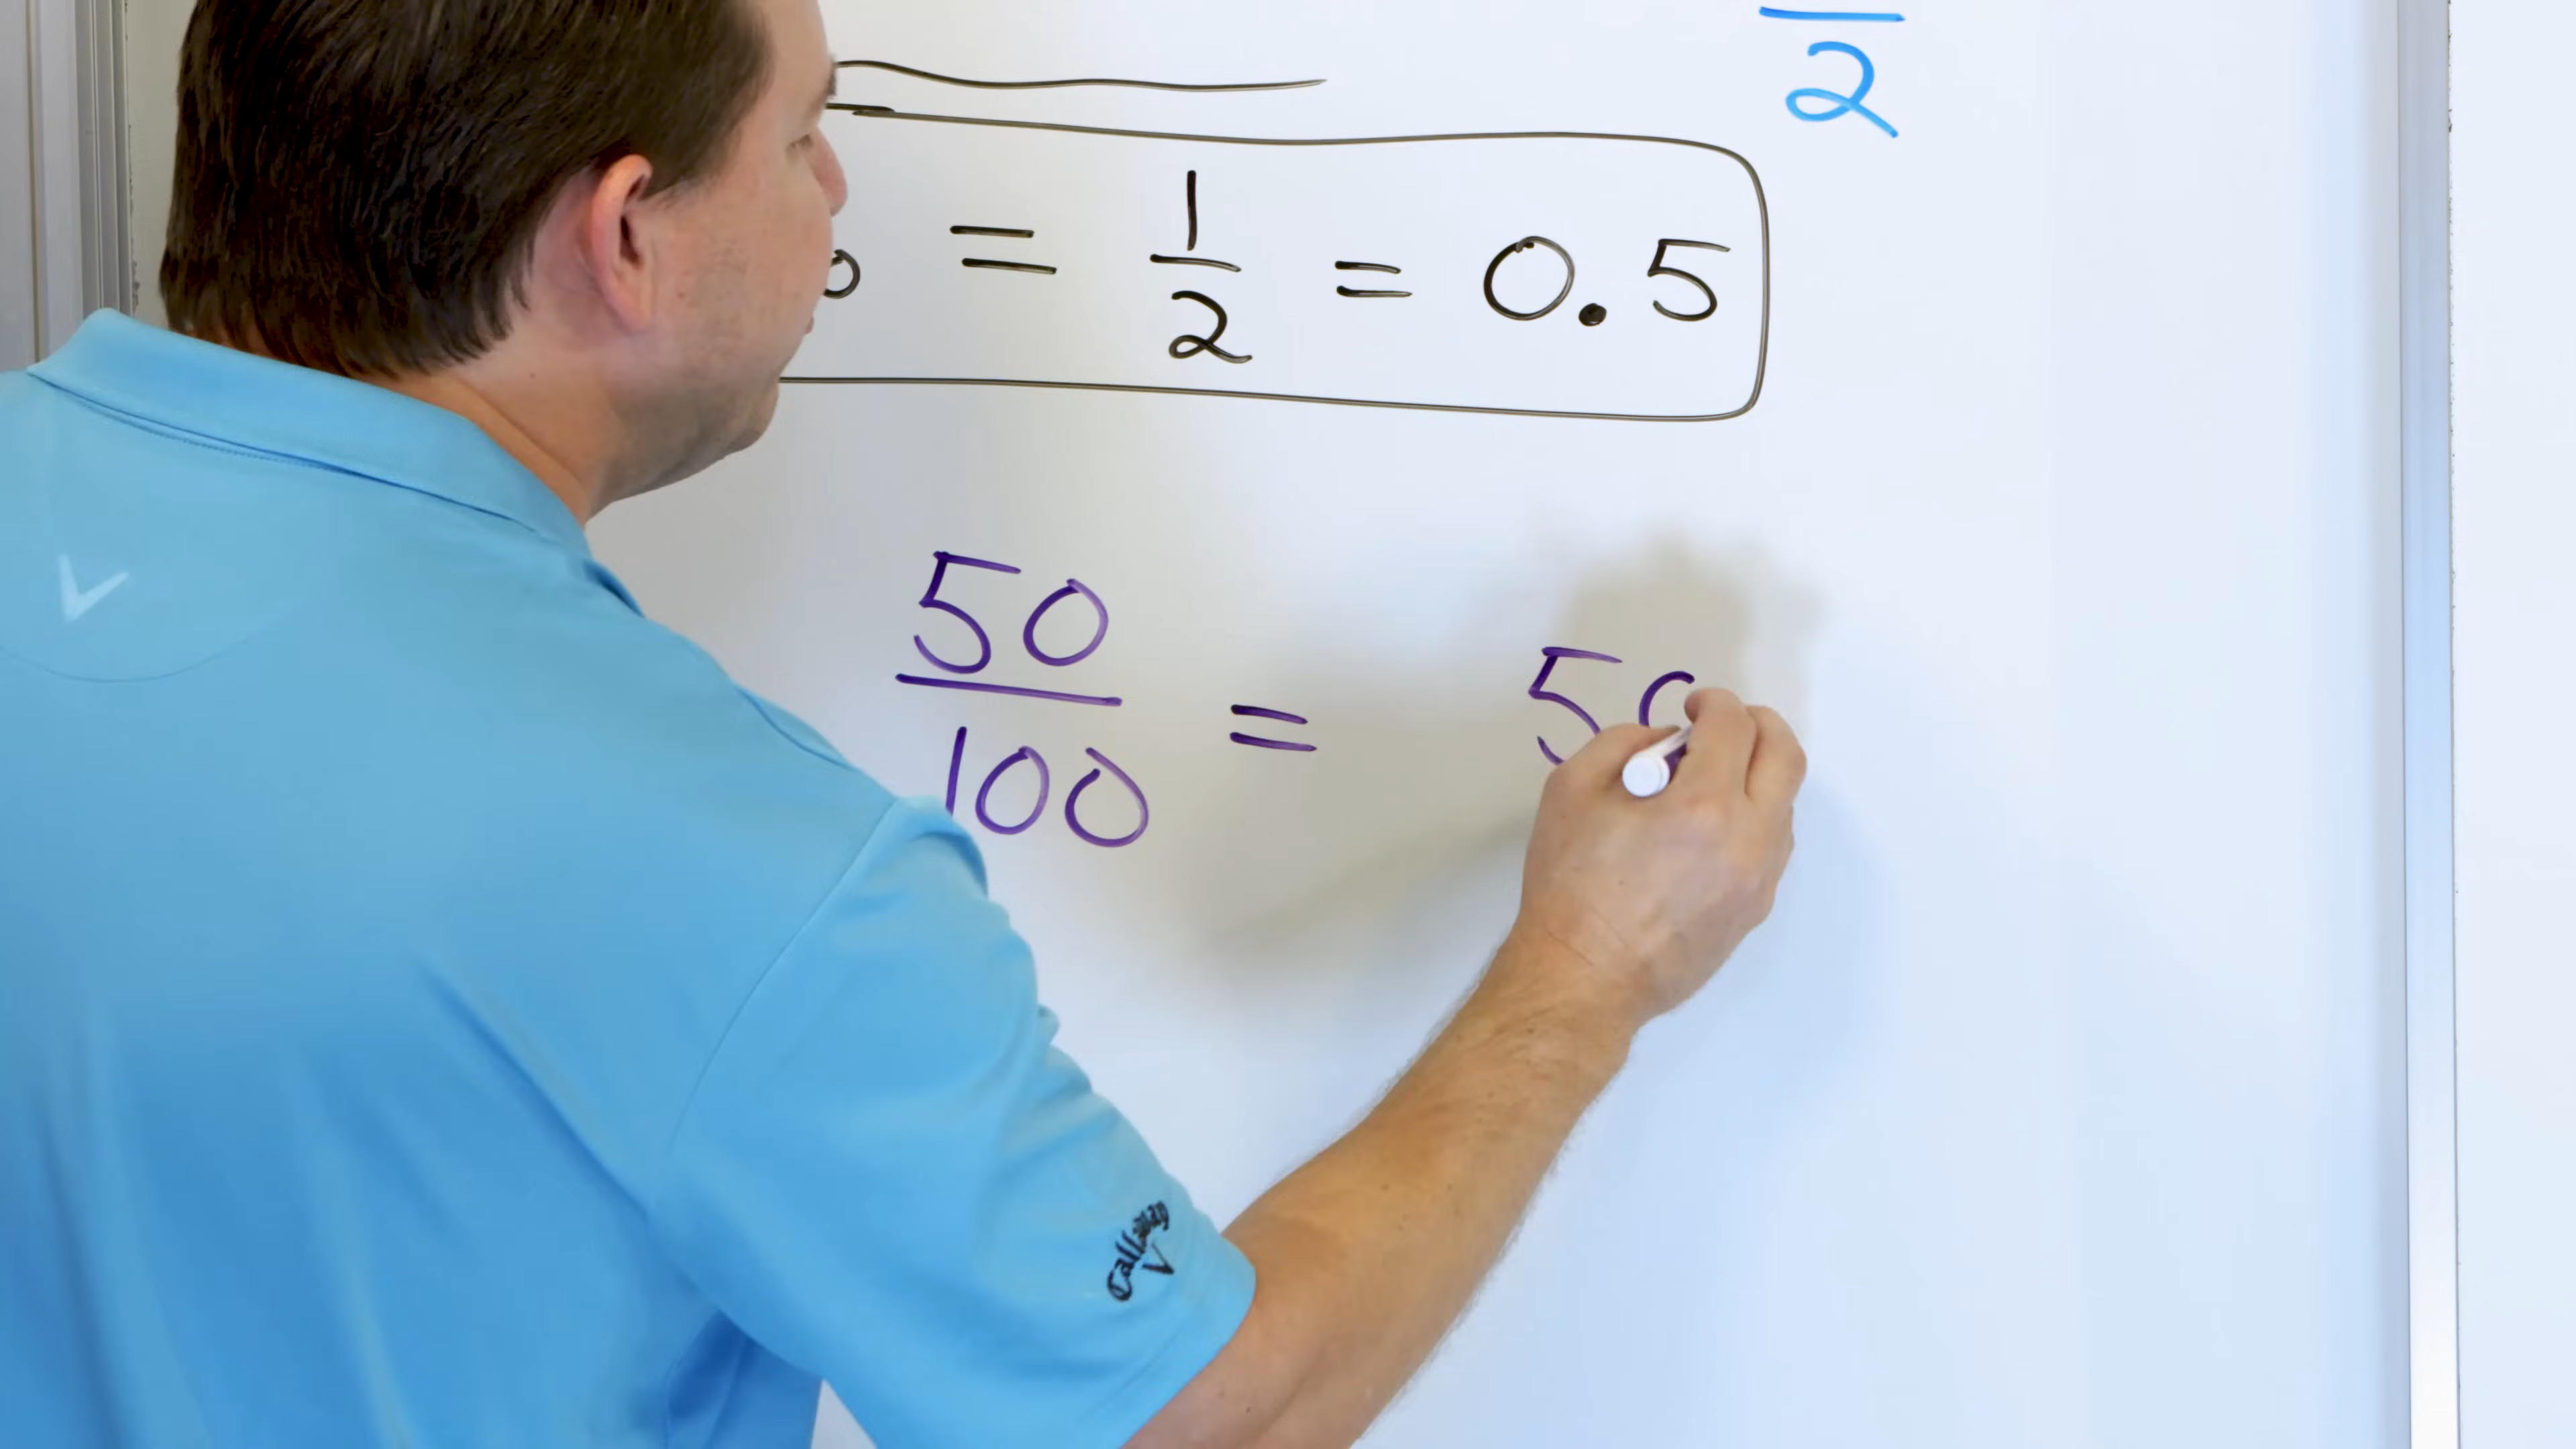 2
= 1/2 = 0.5
50/100 = 5
Callaway